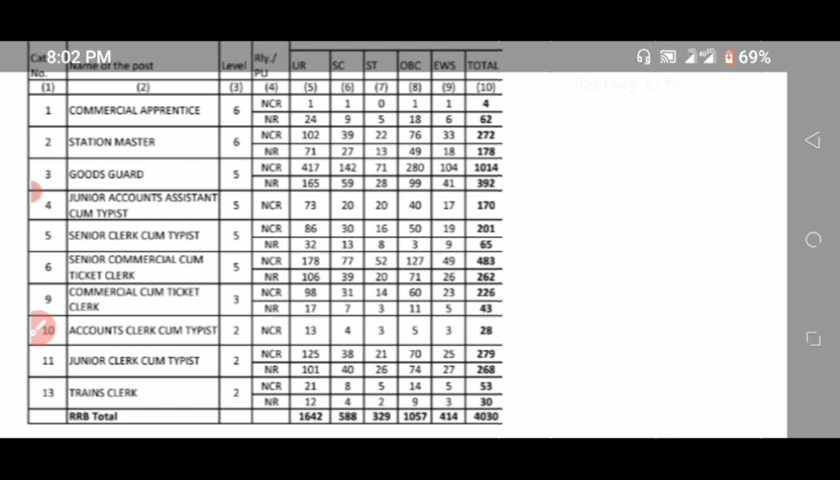 8:02 PM
69%
Railway Life
Cat No. Name of the post Level Rly./ PU UR SC ST OBC EWS TOTAL
(1) (2) (3) (4) (5) (6) (7) (8) (9) (10)
1 COMMERCIAL APPRENTICE 6 NCR 1 1 0 1 1 4
NR 24 9 5 18 6 62
2 STATION MASTER 6 NCR 102 39 22 76 33 272
NR 71 27 13 49 18 178
3 GOODS GUARD 5 NCR 417 142 71 280 104 1014
NR 165 59 28 99 41 392
4 JUNIOR ACCOUNTS ASSISTANT CUM TYPIST 5 NCR 73 20 20 40 17 170
5 SENIOR CLERK CUM TYPIST 5 NCR 86 30 16 50 19 201
NR 32 13 8 3 9 65
6 SENIOR COMMERCIAL CUM TICKET CLERK 5 NCR 178 77 52 127 49 483
NR 106 39 20 71 26 262
9 COMMERCIAL CUM TICKET CLERK 3 NCR 98 31 14 60 23 226
NR 17 7 3 11 5 43
10 ACCOUNTS CLERK CUM TYPIST 2 NCR 13 4 3 5 3 28
11 JUNIOR CLERK CUM TYPIST 2 NCR 125 38 21 70 25 279
NR 101 40 26 74 27 268
13 TRAINS CLERK 2 NCR 21 8 5 14 5 53
NR 12 4 2 9 3 30
RRB Total 1642 588 329 1057 414 4030